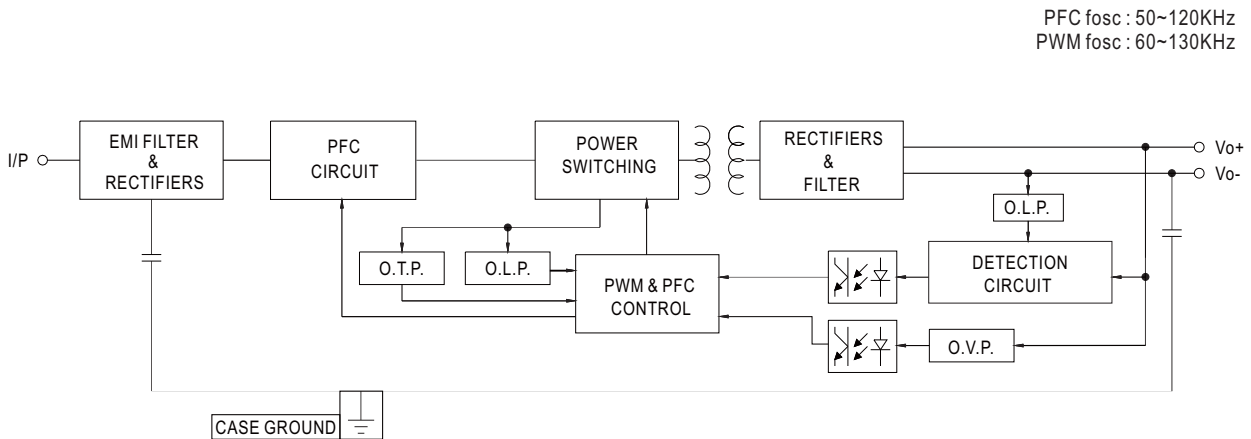 PFC fosc : 50~120KHz
PWM fosc : 60~130KHz
I/P
EMI FILTER
&
RECTIFIERS
PFC
CIRCUIT
POWER
SWITCHING
RECTIFIERS
&
FILTER
Vo+
Vo-
O.L.P.
O.T.P.
O.L.P.
PWM & PFC
CONTROL
DETECTION
CIRCUIT
O.V.P.
CASE GROUND